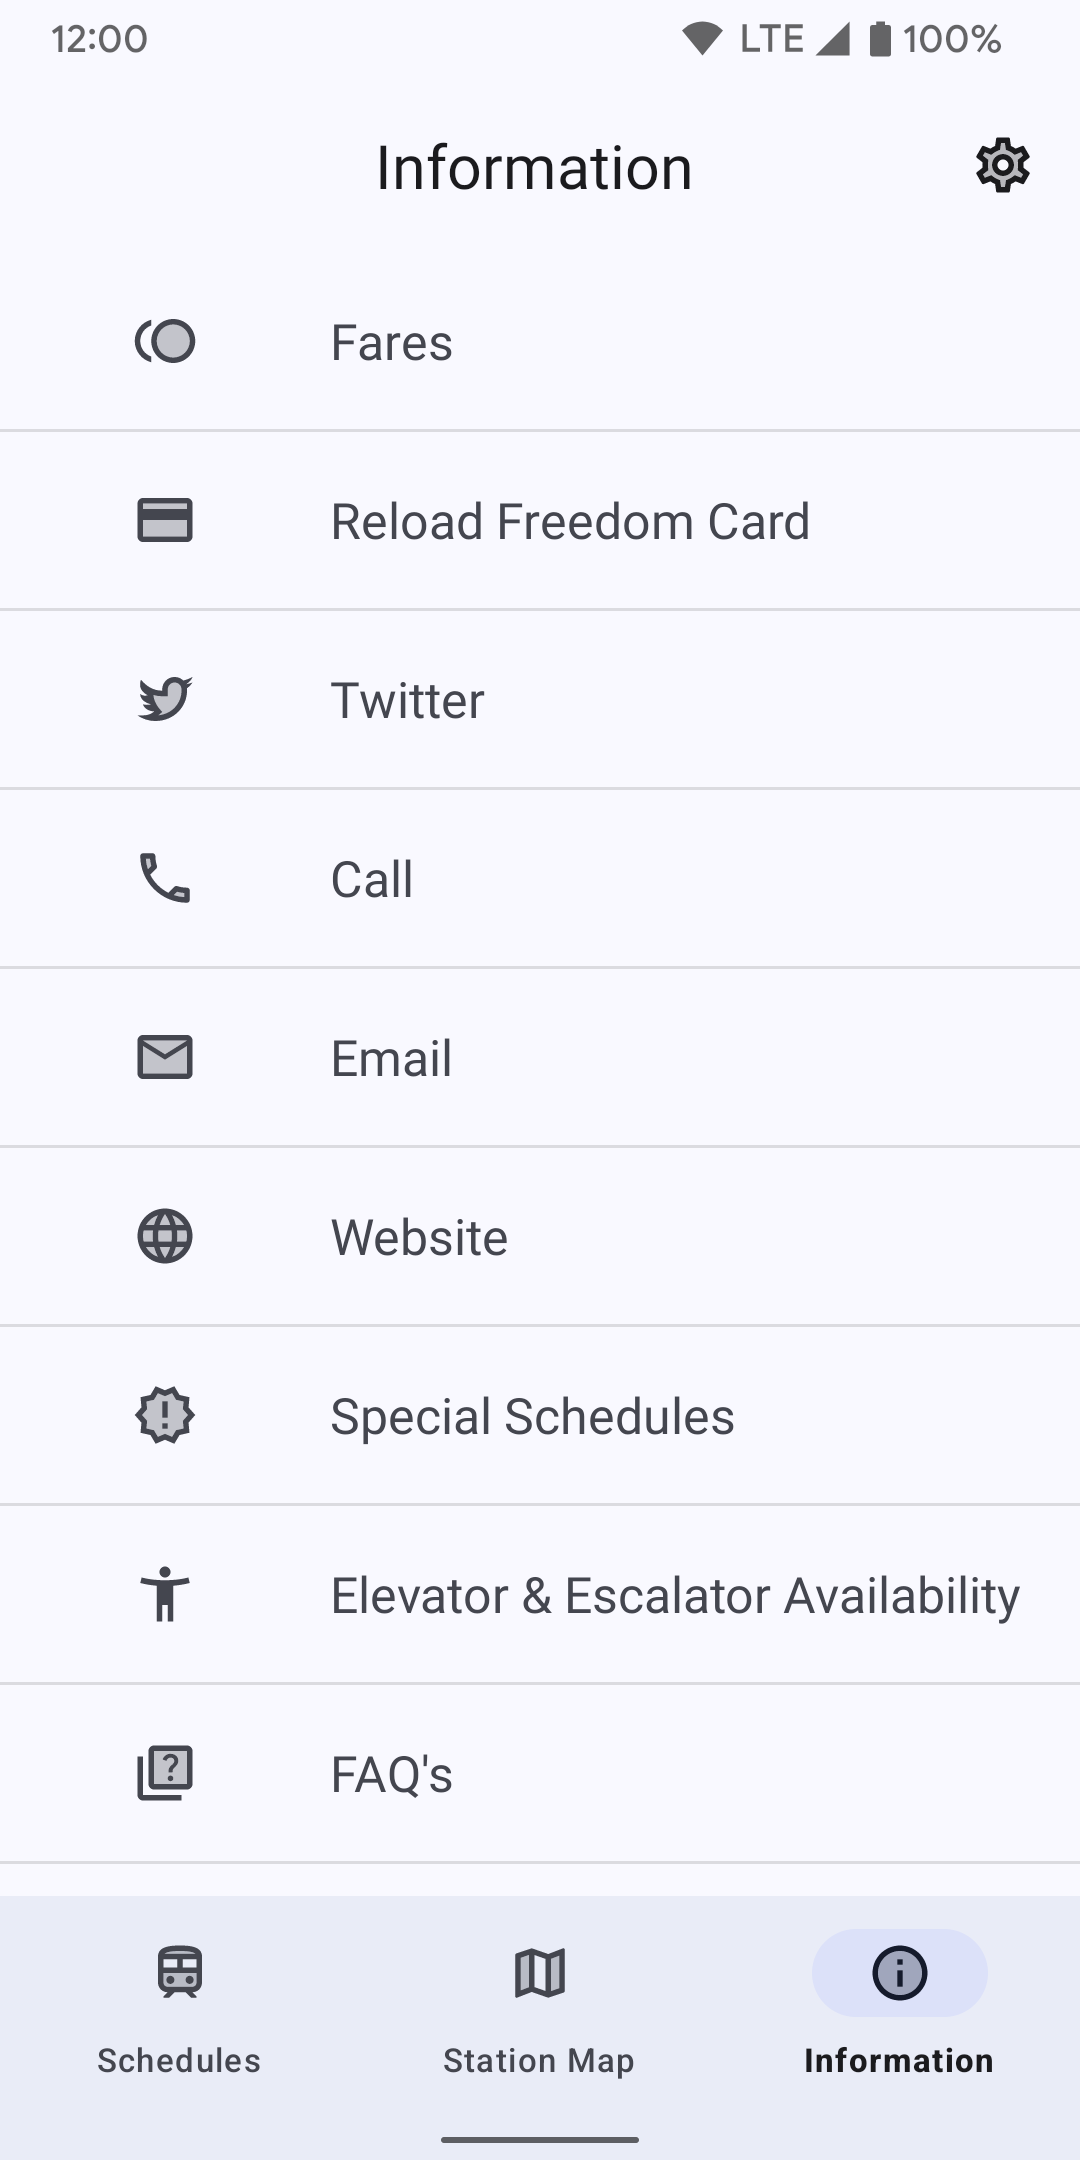 12:00 LTE 100%
Information
Fares
Reload Freedom Card
Twitter
Call
Email
Website
Special Schedules
Elevator & Escalator Availability
FAQ's
Schedules Station Map Information